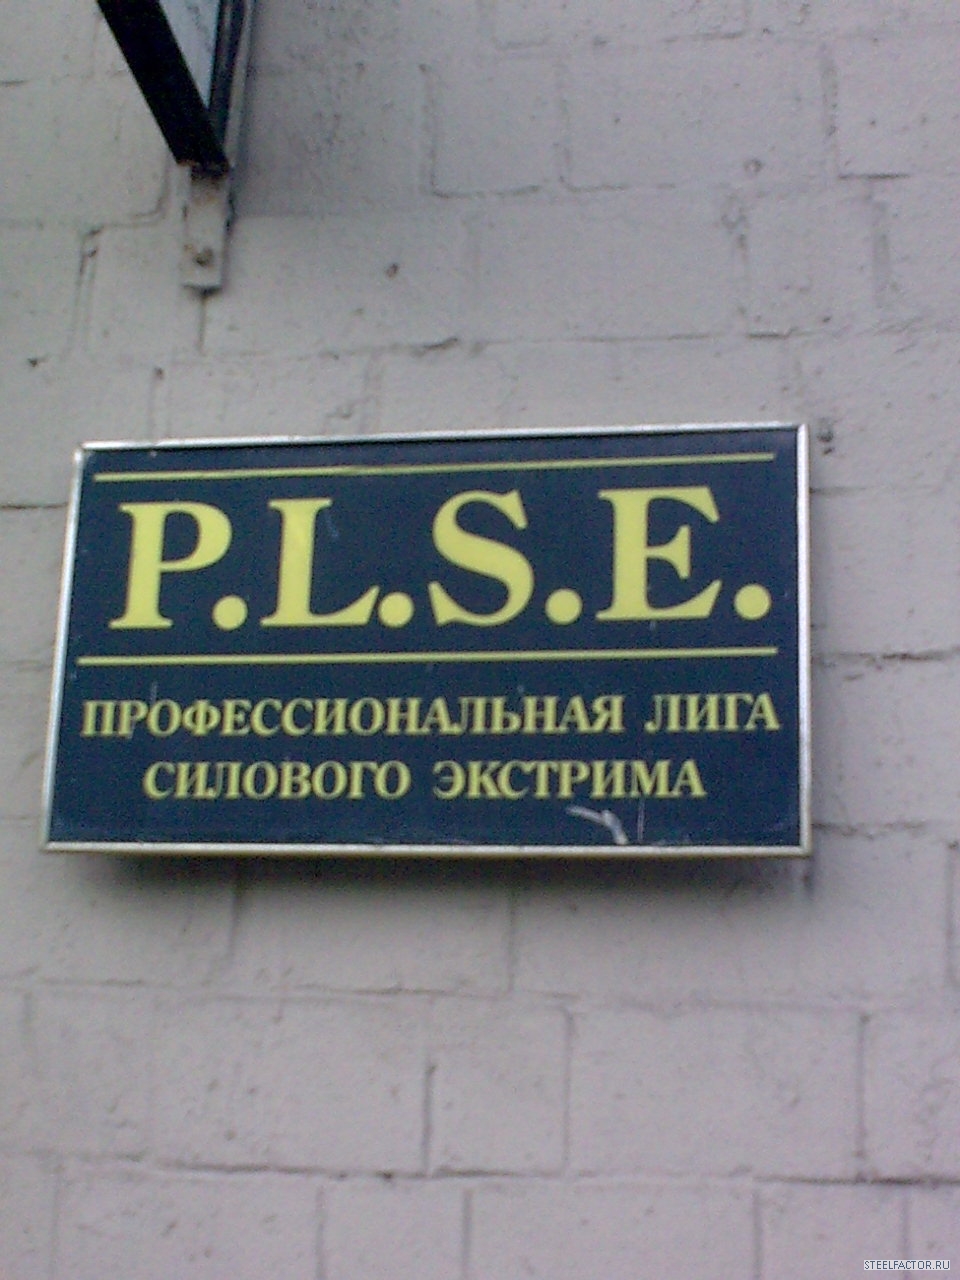 P.L.S.E.
ПРОФЕССИОНАЛЬНАЯ ЛИГА
СИЛОВОГО ЭКСТРИМА
STEELFACTOR.RU